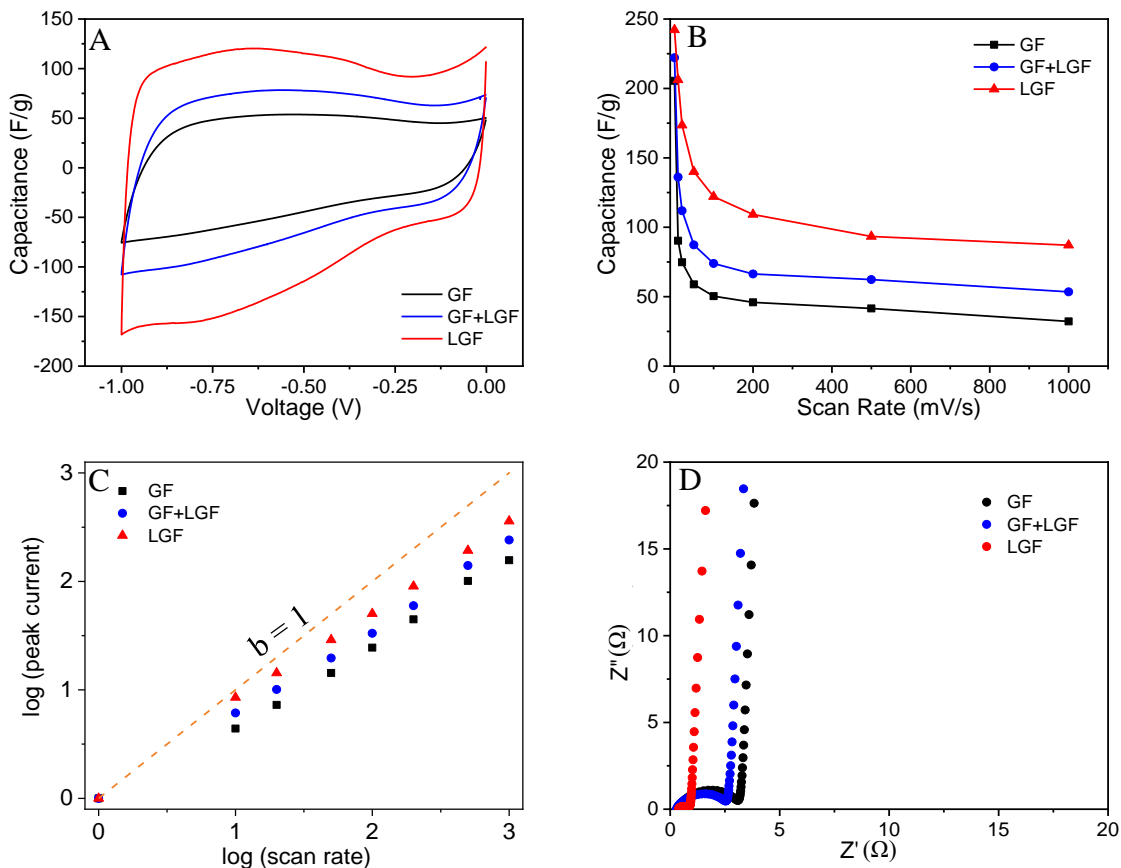 A
150
100
50
0
-50
-100
-150
-200
Capacitance (F/g)
GF
GF+LGF
LGF
-1.00 -0.75 -0.50 -0.25 0.00
Voltage (V)
B
250
200
150
100
50
0
Capacitance (F/g)
GF
GF+LGF
LGF
0 200 400 600 800 1000
Scan Rate (mV/s)
C
3
2
1
0
log (peak current)
GF
GF+LGF
LGF
b = 1
0 1 2 3
log (scan rate)
D
20
15
10
5
0
Z" (Ω)
GF
GF+LGF
LGF
0 5 10 15 20
Z' (Ω)